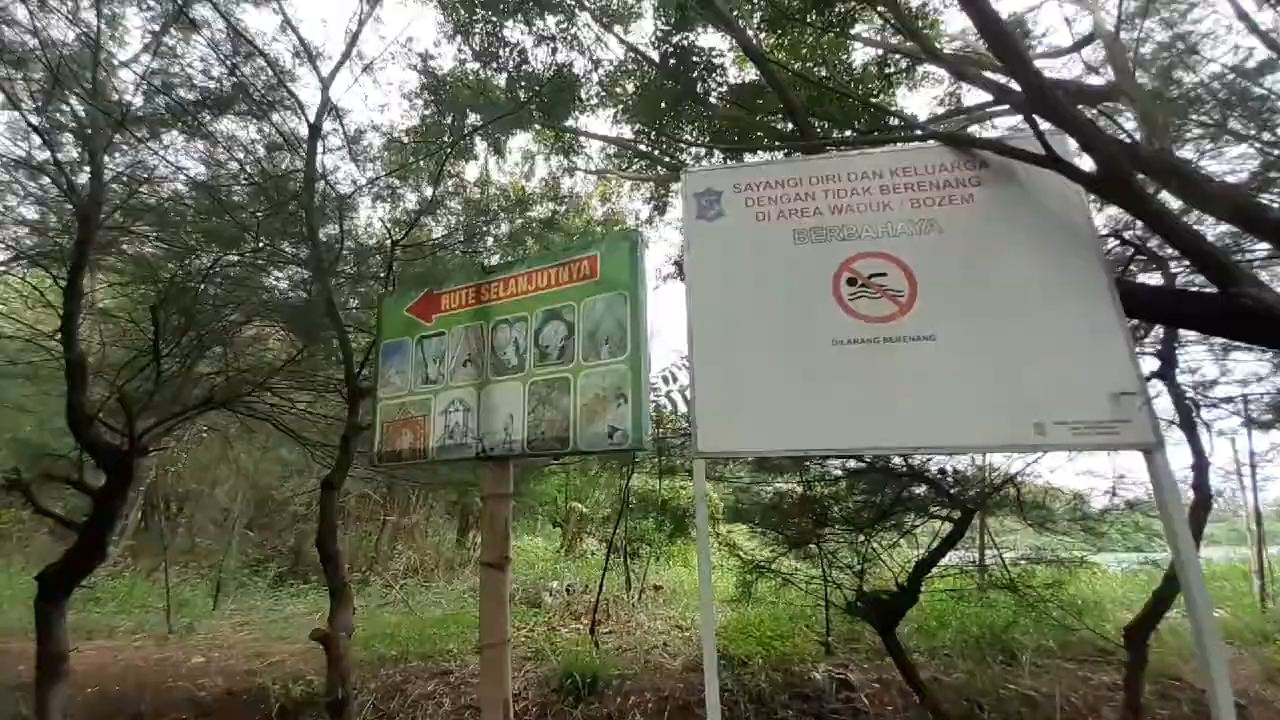 RUTE SELANJUTNYA
SAYANGI DIRI DAN KELUARGA
DENGAN TIDAK BERENANG
DI AREA WADUK / BOZEM
BERBAHAYA
DILARANG BERENANG